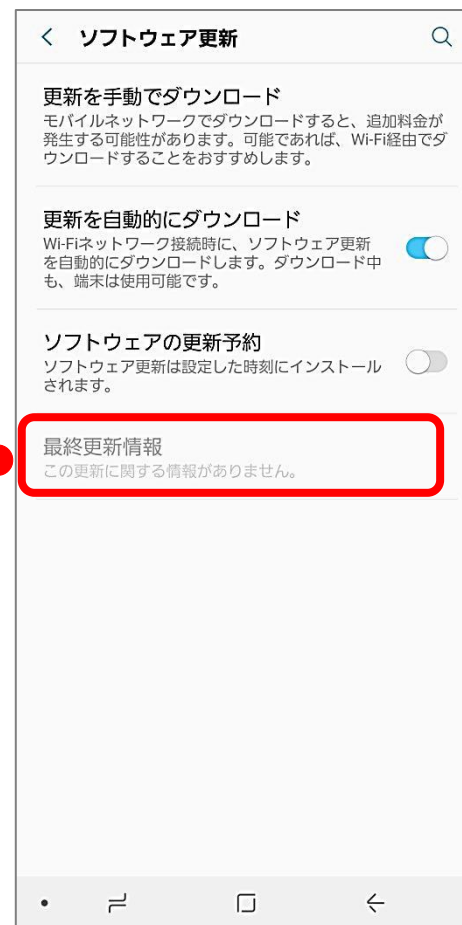 ソフトウェア更新
更新を手動でダウンロード
モバイルネットワークでダウンロードすると、追加料金が
発生する可能性があります。可能であれば、Wi-Fi経由でダ
ウンロードすることをおすすめします。
更新を自動的にダウンロード
Wi-Fiネットワーク接続時に、ソフトウェア更新
を自動的にダウンロードします。ダウンロード中
も、端末は使用可能です。
ソフトウェアの更新予約
ソフトウェア更新は設定した時刻にインストール
されます。
最終更新情報
この更新に関する情報がありません。